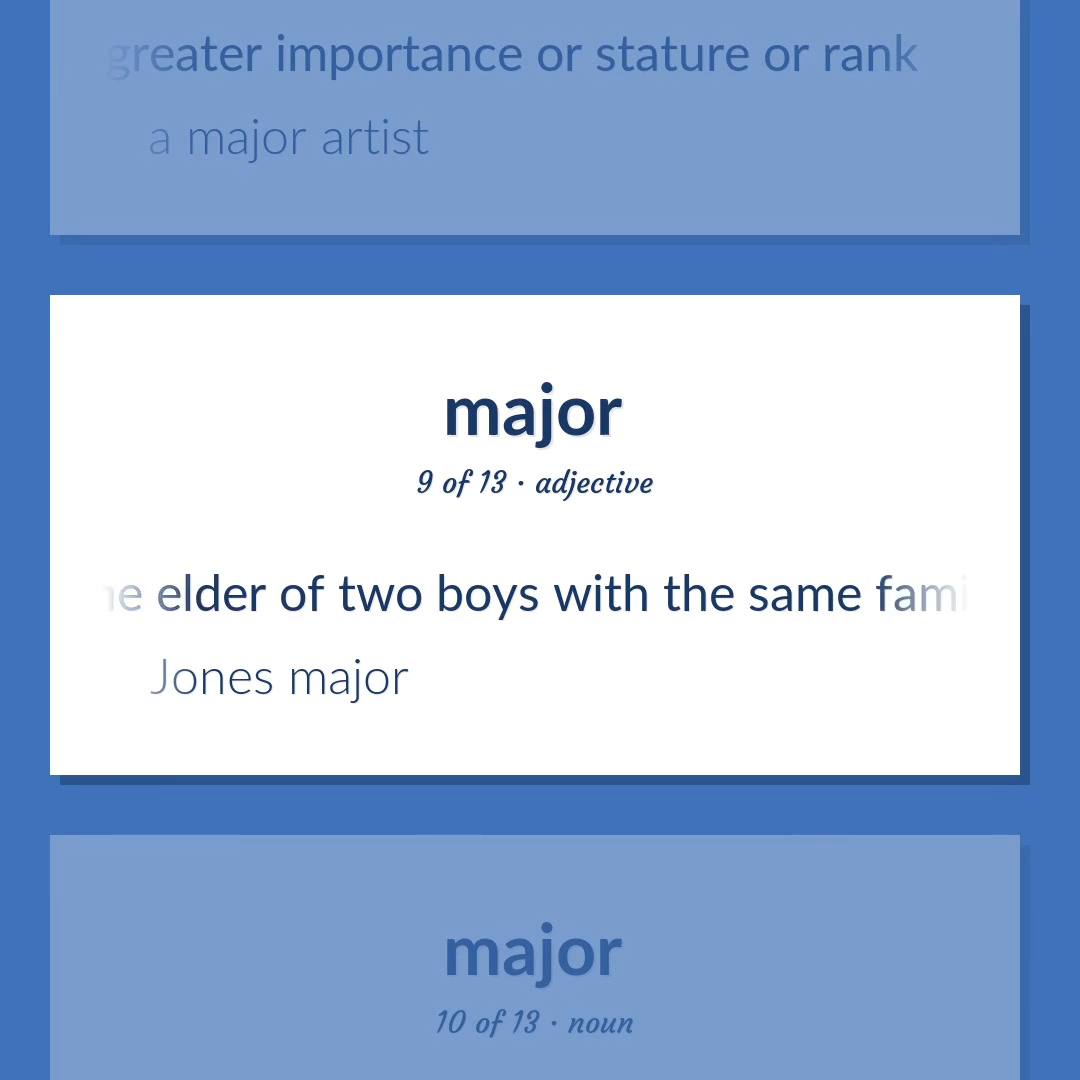 greater importance or stature or rank
a major artist
major
9 of 13 · adjective
elder of two boys with the same
Jones major
major
10 of 13 · noun